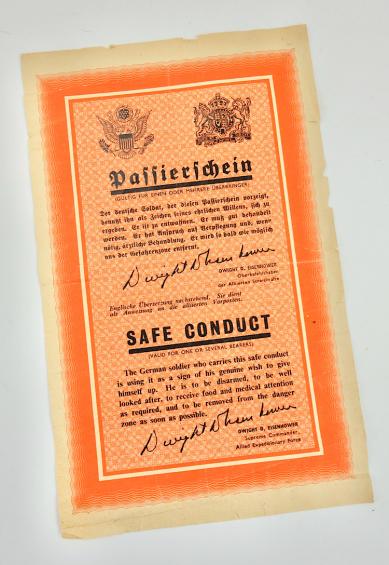 Passierschein
(GÜLTIG FÜR EINEN ODER MEHRERE ÜBERBRINGER)
Der deutsche Soldat, der diesen Passierschein vorzeigt,
benutzt ihn als Zeichen seines ehrlichen Willens, sich zu
ergeben. Er ist zu entwaffnen. Er muß gut behandelt
werden. Er hat Anspruch auf Verpflegung und, wenn
nötig, ärztliche Behandlung. Er wird so bald wie möglich
aus der Gefahrenzone entfernt.
Dwight D Eisenhower
DWIGHT D. EISENHOWER
Oberbefehlshaber
der Alliierten Streitkräfte
Englische Übersetzung nachstehend. Sie dient
als Anweisung an die alliierten Vorposten.
SAFE CONDUCT
(VALID FOR ONE OR SEVERAL BEARERS)
The German soldier who carries this safe conduct
is using it as a sign of his genuine wish to give
himself up. He is to be disarmed, to be well
looked after, to receive food and medical attention
as required, and to be removed from the danger
zone as soon as possible.
Dwight D Eisenhower
DWIGHT D. EISENHOWER
Supreme Commander,
Allied Expeditionary Force